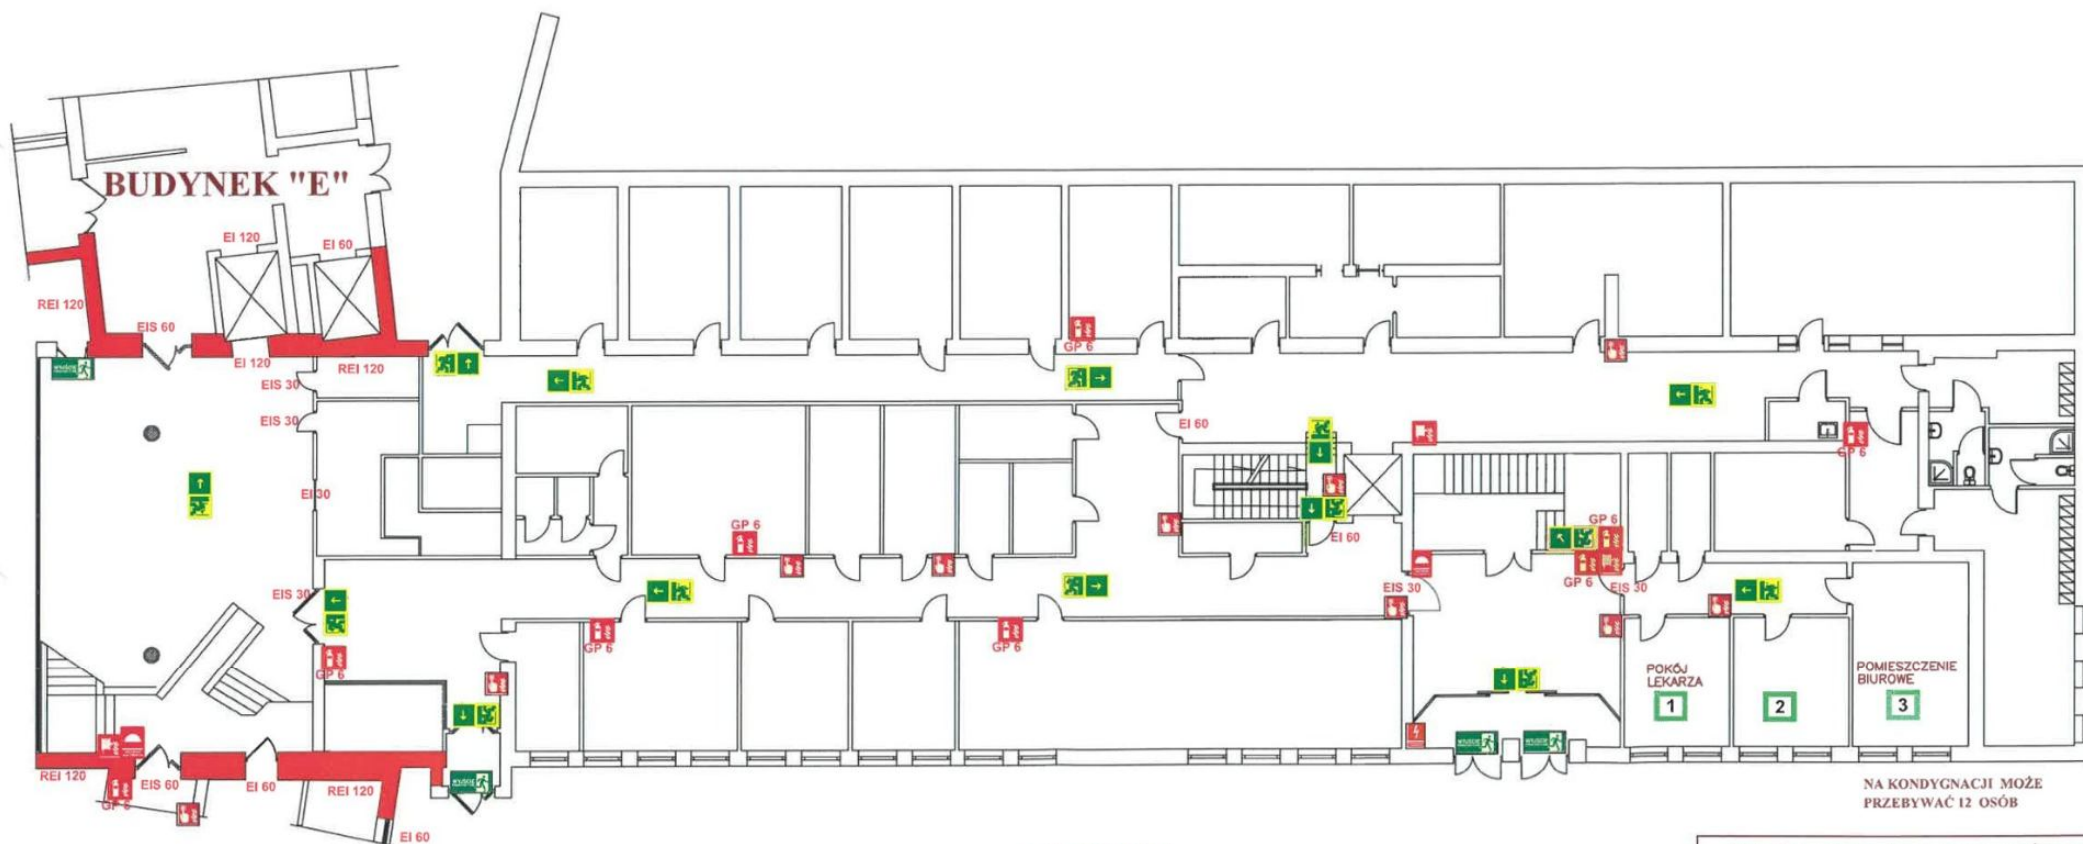 BUDYNEK "E"
EI 120
EI 60
REI 120
EIS 60
EI 120
REI 120
EIS 30
EIS 30
EI 30
EIS 30
GP 6
EI 60
GP 6
GP 6
EI 60
GP 6
GP 6
EIS 30
EIS 30
GP 6
GP 6
GP 6
POKÓJ
LEKARZA
1
2
POMIESZCZENIE
BIUROWE
3
REI 120
GP 6
EIS 60
EI 60
REI 120
EI 60
NA KONDYGNACJI MOŻE
PRZEBYWAĆ 12 OSÓB